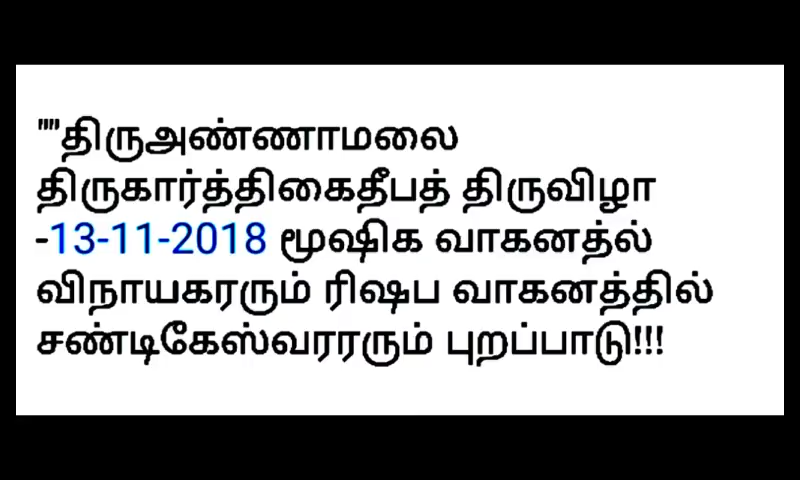 ""திருஅண்ணாமலை
திருகார்த்திகைதீபத் திருவிழா
-13-11-2018 மூஷிக வாகனத்ல்
விநாயகரரும் ரிஷப வாகனத்தில்
சண்டிகேஸ்வரரரும் புறப்பாடு!!!